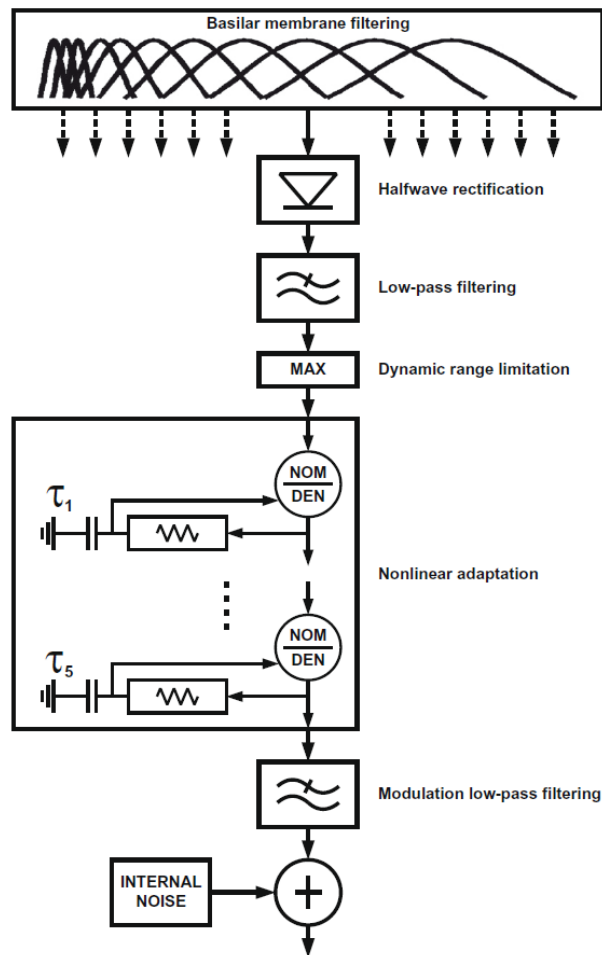 Basilar membrane filtering
Halfwave rectification
Low-pass filtering
MAX
Dynamic range limitation
NOM
DEN
τ1
Nonlinear adaptation
NOM
DEN
τ5
Modulation low-pass filtering
INTERNAL
NOISE
+